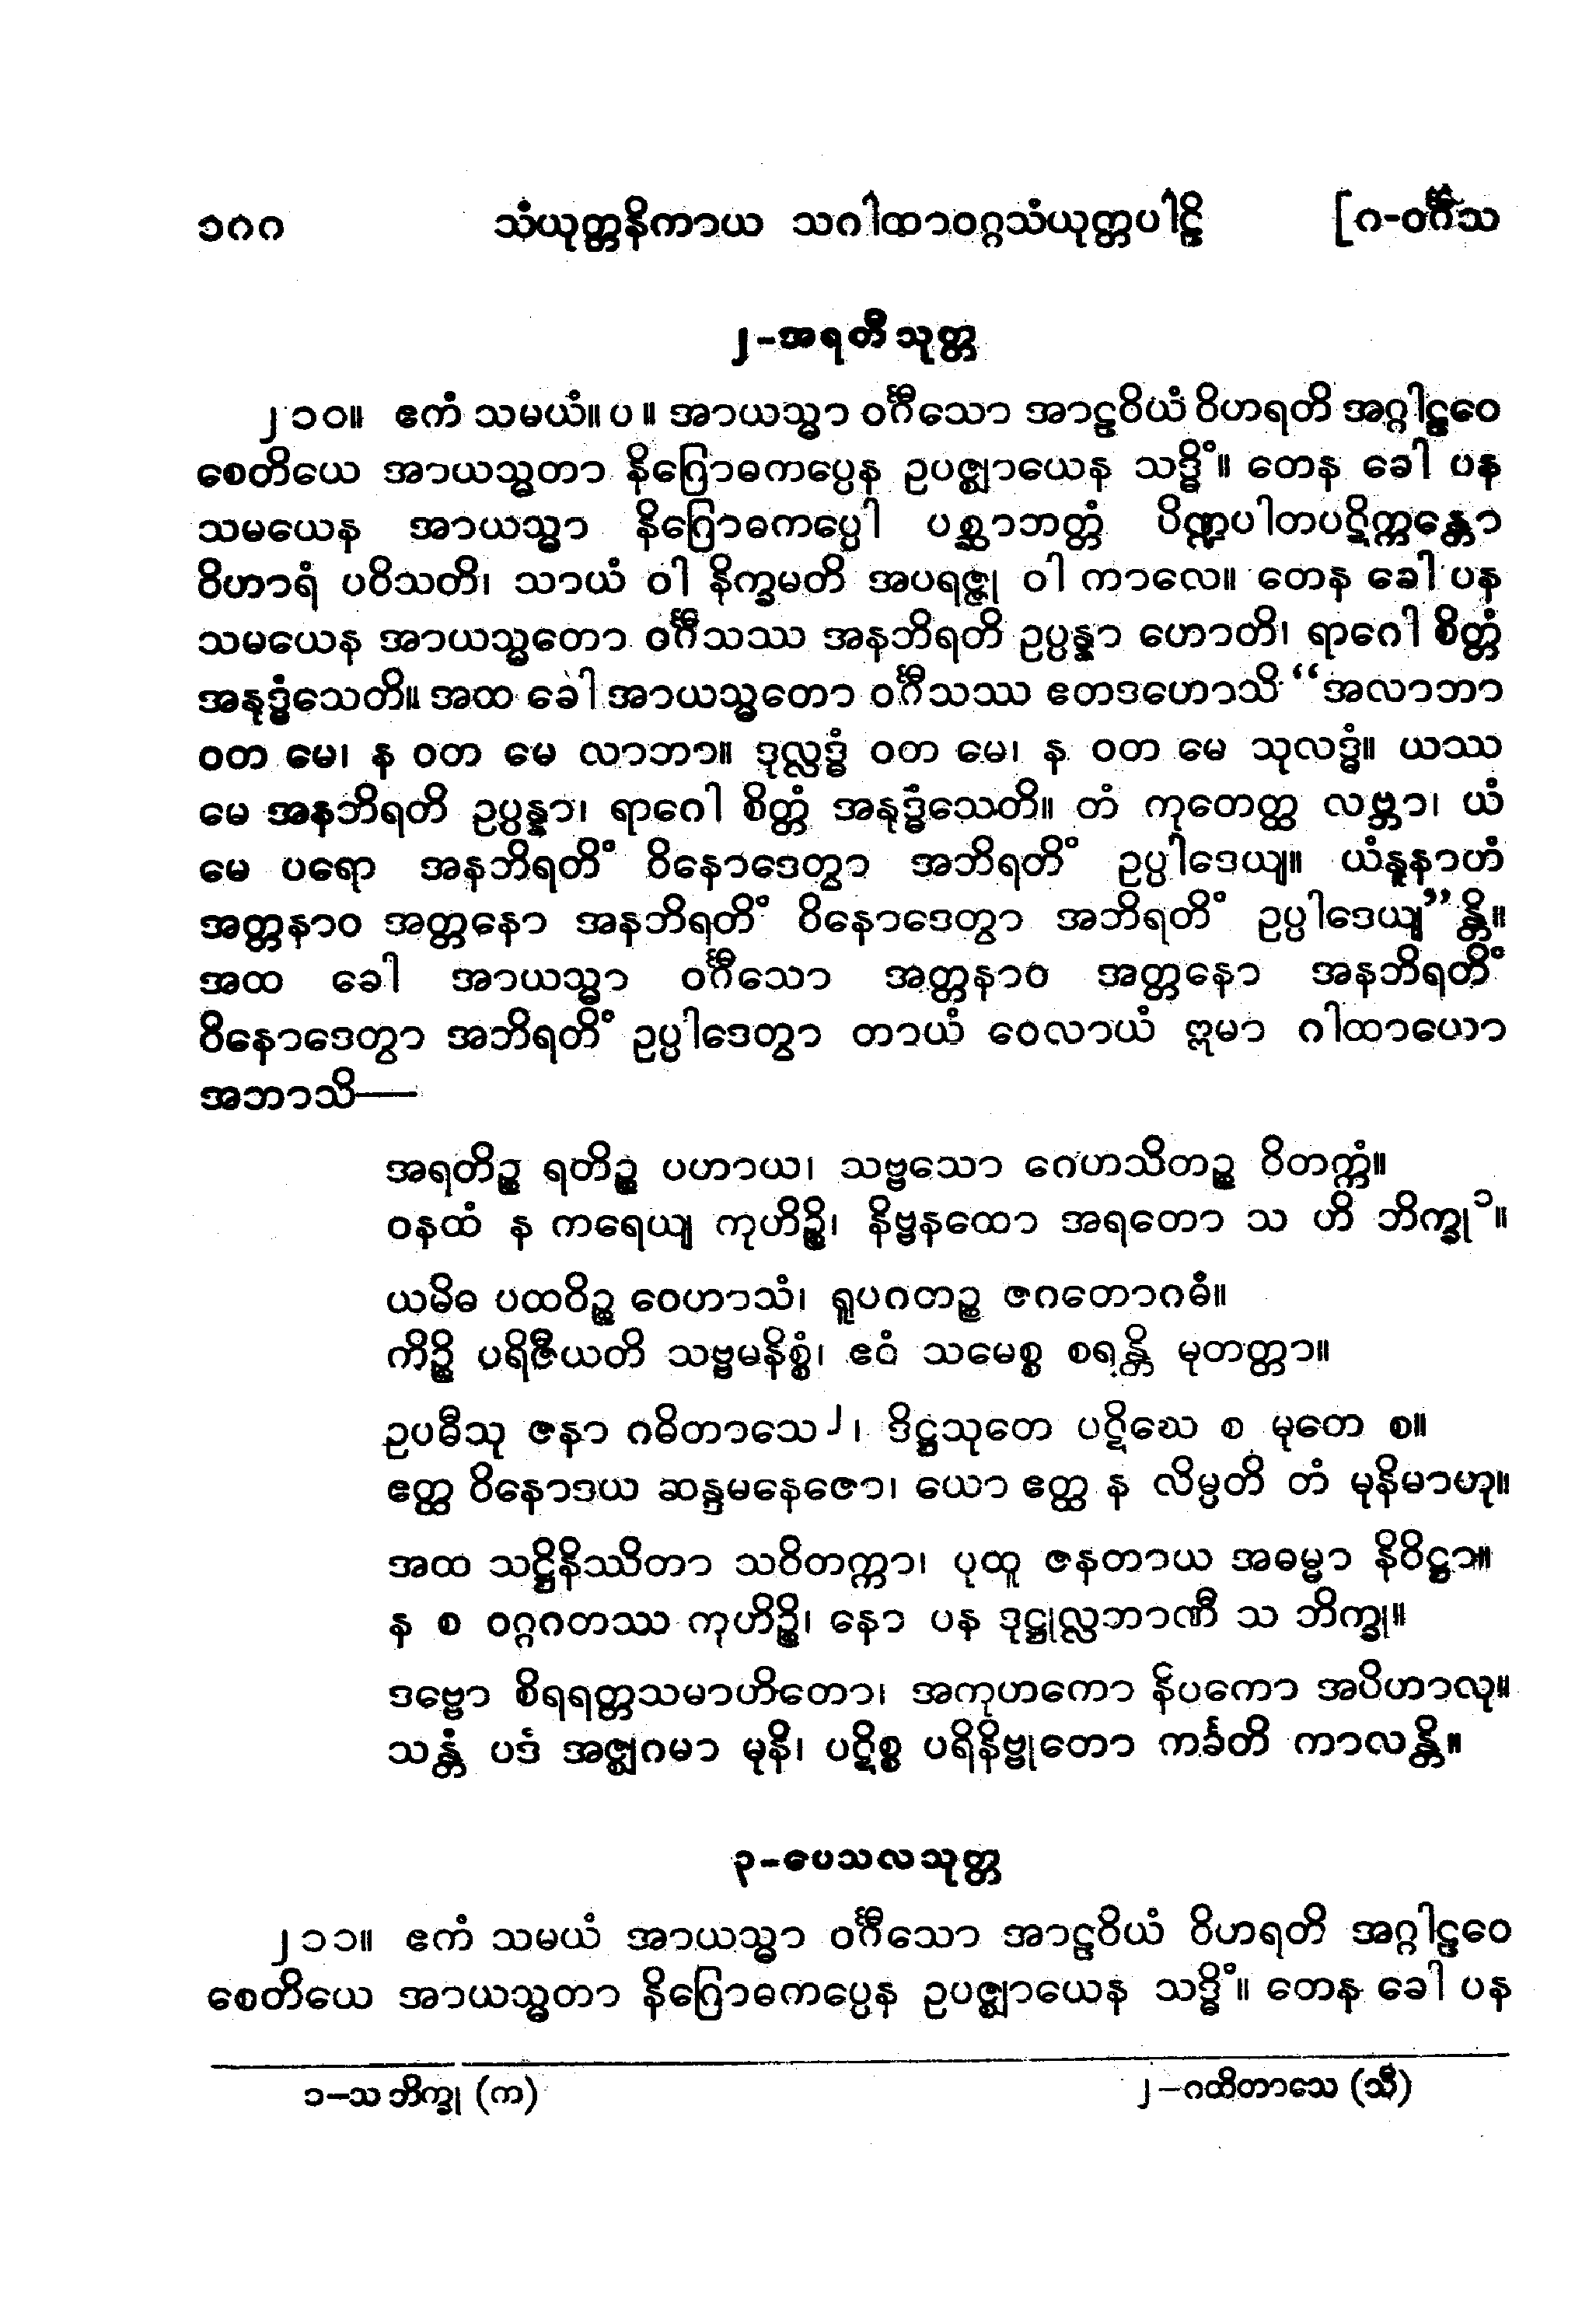 ၁၈၈ သံယုတ္တနိကာယ သဂါထာဝဂ္ဂသံယုတ္တပါဠိ [၈-ဝင်္ဂီသ
၂-အရတီသုတ္တ
၂၁၀။ ဧကံ သမယံ။ ပ ။ အာယသ္မာ ဝင်္ဂီသော အာဠဝိယံ ဝိဟရတိ အဂ္ဂါဠဝေ
စေတိယေ အာယသ္မတာ နိဂြောဓကပ္ပေန ဥပဇ္ဈာယေန သဒ္ဓိံ။ တေန ခေါ ပန
သမယေန အာယသ္မာ နိဂြောဓကပ္ပေါ ပစ္ဆာဘတ္တံ ပိဏ္ဍပါတပဋိက္ကန္တော
ဝိဟာရံ ပဝိသတိ၊ သာယံ ဝါ နိက္ခမတိ အပရဇ္ဇု ဝါ ကာလေ။ တေန ခေါ ပန
သမယေန အာယသ္မတော ဝင်္ဂီသဿ အနဘိရတိ ဥပ္ပန္နာ ဟောတိ၊ ရာဂေါ စိတ္တံ
အနုဒ္ဓံသေတိ။ အထ ခေါ အာယသ္မတော ဝင်္ဂီသဿ ဧတဒဟောသိ “အလာဘာ
ဝတ မေ၊ န ဝတ မေ လာဘာ။ ဒုလ္လဒ္ဓံ ဝတ မေ၊ န ဝတ မေ သုလဒ္ဓံ။ ယဿ
မေ အနဘိရတိ ဥပ္ပန္နာ၊ ရာဂေါ စိတ္တံ အနုဒ္ဓံသေတိ။ တံ ကုတေတ္ထ လဗ္ဘာ၊ ယံ
မေ ပရော အနဘိရတိံ ဝိနောဒေတွာ အဘိရတိံ ဥပ္ပါဒေယျ။ ယံနူနာဟံ
အတ္တနာဝ အတ္တနော အနဘိရတိံ ဝိနောဒေတွာ အဘိရတိံ ဥပ္ပါဒေယျ”န္တိ။
အထ ခေါ အာယသ္မာ ဝင်္ဂီသော အတ္တနာဝ အတ္တနော အနဘိရတိံ
ဝိနောဒေတွာ အဘိရတိံ ဥပ္ပါဒေတွာ တာယံ ဝေလာယံ ဣမာ ဂါထာယော
အဘာသိ—
အရတိဉ္စ ရတိဉ္စ ပဟာယ၊ သဗ္ဗသော ဂေဟသိတဉ္စ ဝိတက္ကံ။
ဝနထံ န ကရေယျ ကုဟိဉ္စိ၊ နိဗ္ဗနထော အရတော သ ဟိ ဘိက္ခု ၁။
ယမိဓ ပထဝိဉ္စ ဝေဟာသံ၊ ရူပဂတဉ္စ ဇဂတောဂဓံ။
ကိဉ္စိ ပရိဇီယတိ သဗ္ဗမနိစ္စံ၊ ဧဝံ သမေစ္စ စရန္တိ မုတတ္တာ။
ဥပဓီသု ဇနာ ဂဓိတာသေ ၂၊ ဒိဋ္ဌသုတေ ပဋိဃေ စ မုတေ စ။
ဧတ္ထ ဝိနောဒယ ဆန္ဒမနေဇော၊ ယော ဧတ္ထ န လိမ္ပတိ တံ မုနိမာဟု။
အထ သဋ္ဌိနိဿိတာ သဝိတက္ကာ၊ ပုထူ ဇနတာယ အဓမ္မာ နိဝိဋ္ဌာ။
န စ ဝဂ္ဂဂတဿ ကုဟိဉ္စိ၊ နော ပန ဒုဋ္ဌုလ္လဘာဏီ သ ဘိက္ခု။
ဒဗ္ဗော စိရရတ္တသမာဟိတော၊ အကုဟကော နိပကော အပိဟာလု။
သန္တံ ပဒံ အဇ္ဈဂမာ မုနိ၊ ပဋိစ္စ ပရိနိဗ္ဗုတော ကင်္ခတိ ကာလန္တိ။
၃-ပေသလသုတ္တ
၂၁၁။ ဧကံ သမယံ အာယသ္မာ ဝင်္ဂီသော အာဠဝိယံ ဝိဟရတိ အဂ္ဂါဠဝေ
စေတိယေ အာယသ္မတာ နိဂြောဓကပ္ပေန ဥပဇ္ဈာယေန သဒ္ဓိံ။ တေန ခေါ ပန
၁–သ ဘိက္ခု (က) ၂–ဂထိတာသေ (သီ)